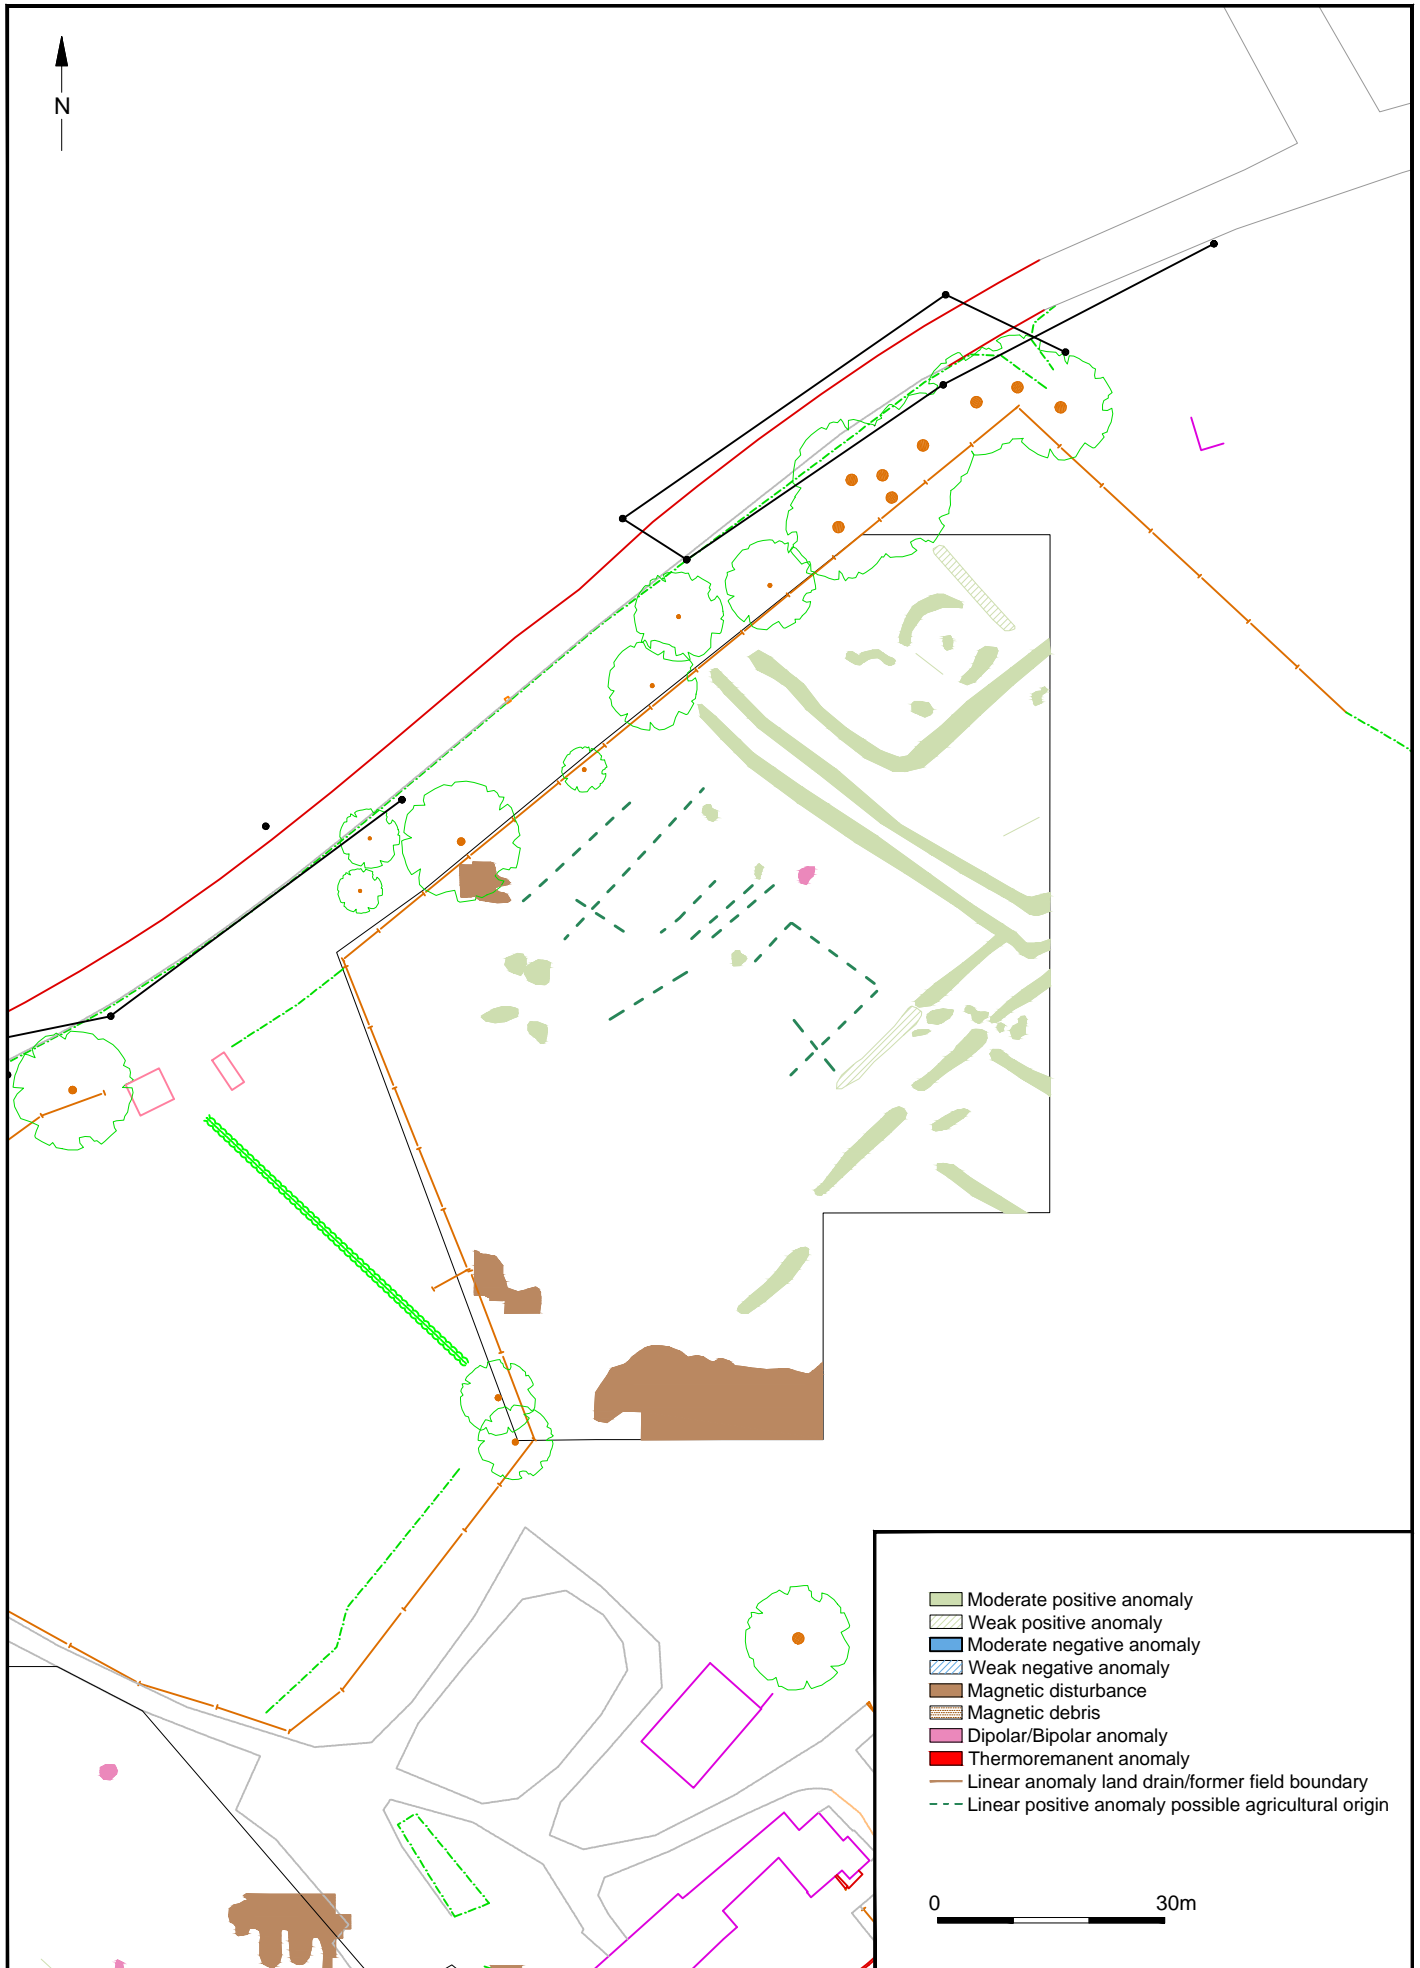 N
Moderate positive anomaly
Weak positive anomaly
Moderate negative anomaly
Weak negative anomaly
Magnetic disturbance
Magnetic debris
Dipolar/Bipolar anomaly
Thermoremanent anomaly
Linear anomaly land drain/former field boundary
Linear positive anomaly possible agricultural origin
0 30m